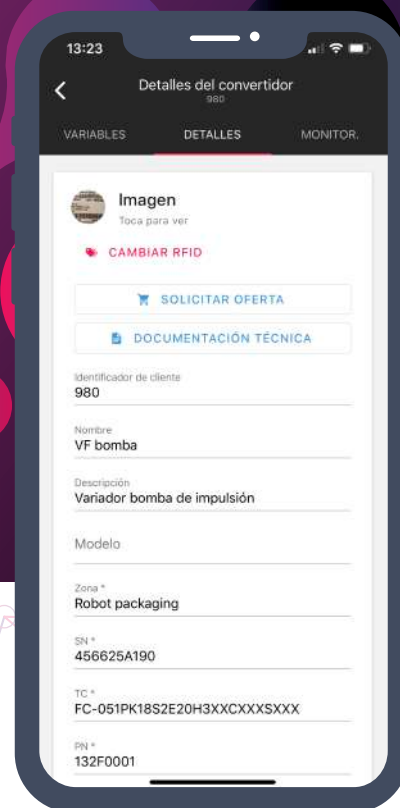 13:23
Detalles del convertidor
980
VARIABLES DETALLES MONITOR.
Imagen
Toca para ver
CAMBIAR RFID
SOLICITAR OFERTA
DOCUMENTACIÓN TÉCNICA
Identificador de cliente
980
Nombre
VF bomba
Descripción
Variador bomba de impulsión
Modelo
Zona *
Robot packaging
SN *
456625A190
TC *
FC-051PK18S2E20H3XXCXXXSXXX
PN *
132F0001